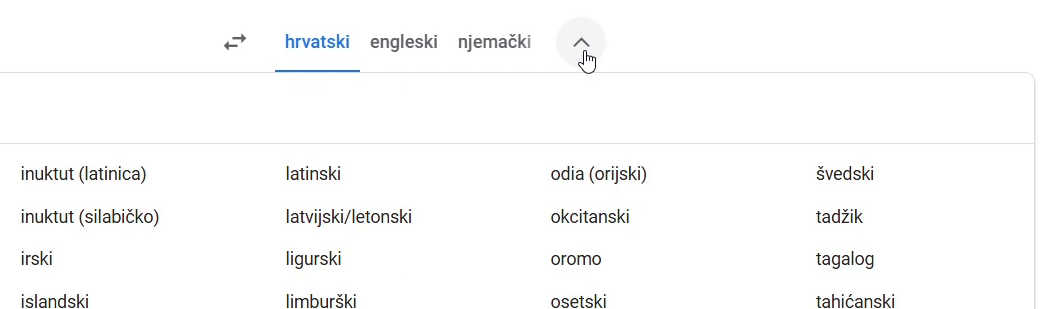 hrvatski engleski njemački
inuktut (latinica) latinski odia (orijski) švedski
inuktut (silabičko) latvijski/letonski okcitanski tadžik
irski ligurski oromo tagalog
islandski limburški osetski tahićanski